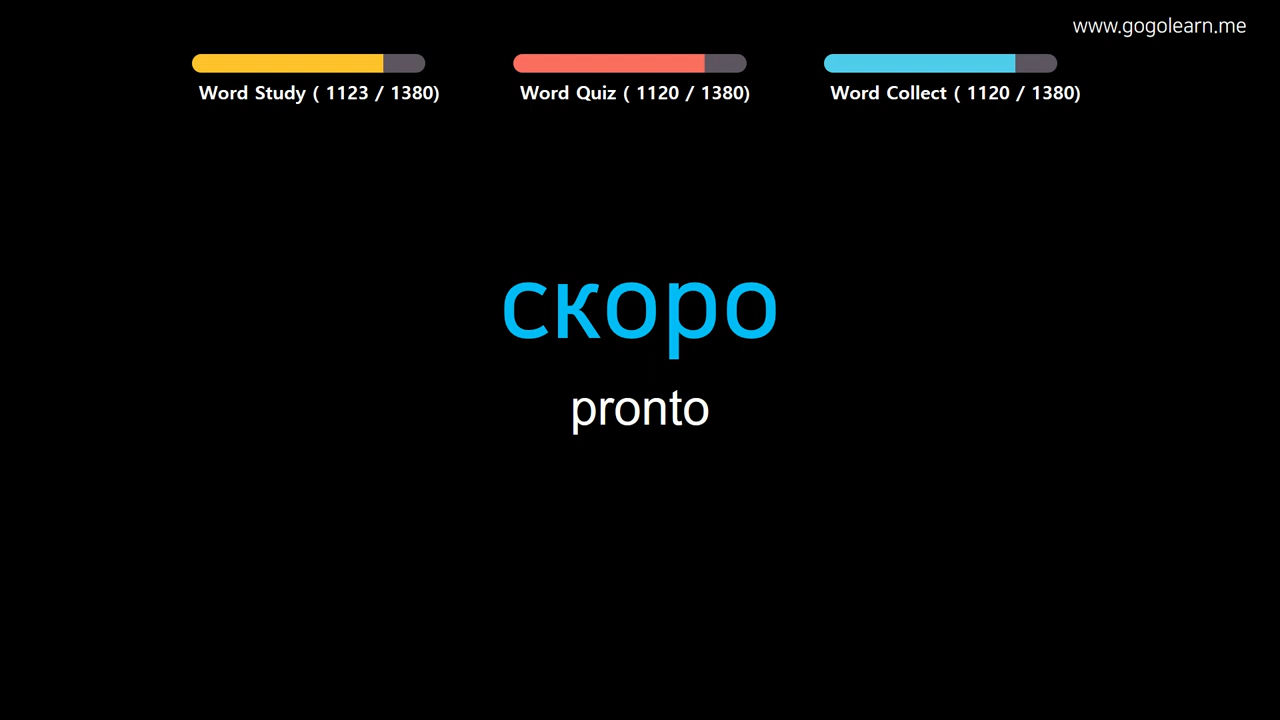 www.gogolearn.me
Word Study ( 1123 / 1380)
Word Quiz ( 1120 / 1380)
Word Collect ( 1120 / 1380)
скоро
pronto